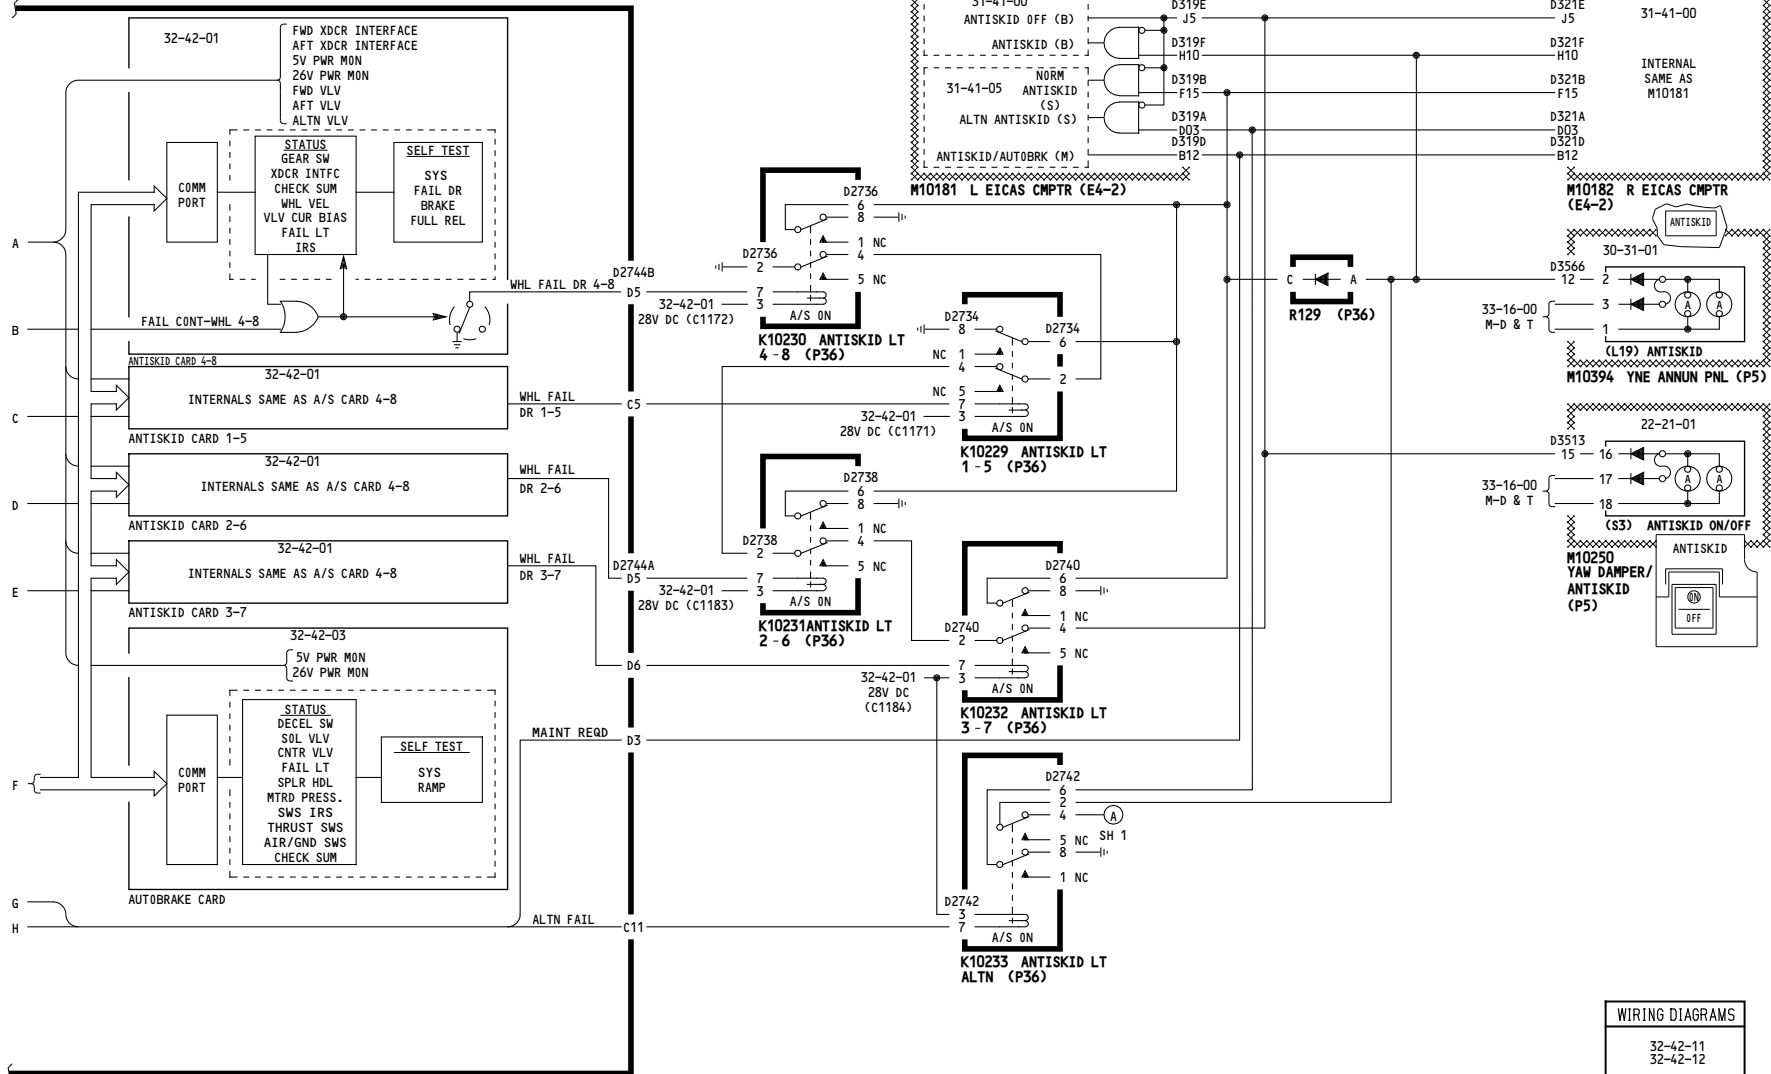 32-42-01
FWD XDCR INTERFACE
AFT XDCR INTERFACE
5V PWR MON
26V PWR MON
FWD VLV
AFT VLV
ALTN VLV
COMM
PORT
STATUS
GEAR SW
XDCR INTFC
CHECK SUM
WHL VEL
VLV CUR BIAS
FAIL LT
IRS
SELF TEST
SYS
FAIL DR
BRAKE
FULL REL
A
B
FAIL CONT-WHL 4-8
WHL FAIL DR 4-8
D2744B
D5
ANTISKID CARD 4-8
32-42-01
INTERNALS SAME AS A/S CARD 4-8
C
WHL FAIL
DR 1-5
C5
ANTISKID CARD 1-5
32-42-01
INTERNALS SAME AS A/S CARD 4-8
D
WHL FAIL
DR 2-6
ANTISKID CARD 2-6
32-42-01
INTERNALS SAME AS A/S CARD 4-8
E
WHL FAIL
DR 3-7
D2744A
D5
ANTISKID CARD 3-7
32-42-03
5V PWR MON
26V PWR MON
D6
COMM
PORT
STATUS
DECEL SW
SOL VLV
CNTR VLV
FAIL LT
SPLR HDL
MTRD PRESS.
SWS IRS
THRUST SWS
AIR/GND SWS
CHECK SUM
SELF TEST
SYS
RAMP
F
MAINT REQD
D3
AUTOBRAKE CARD
G
H
ALTN FAIL
C11
D2736
6
8
1 NC
4
5 NC
D2736
2
7
3
32-42-01
28V DC (C1172)
A/S ON
K10230 ANTISKID LT
4-8 (P36)
D2734
8
D2734
6
NC 1
4
2
NC 5
7
3
32-42-01
28V DC (C1171)
A/S ON
K10229 ANTISKID LT
1-5 (P36)
D2738
6
8
1 NC
4
5 NC
D2738
2
7
3
32-42-01
28V DC (C1183)
A/S ON
K10231ANTISKID LT
2-6 (P36)
D2740
6
8
1 NC
4
5 NC
D2740
2
7
3
32-42-01
28V DC
(C1184)
A/S ON
K10232 ANTISKID LT
3-7 (P36)
D2742
6
2
4
A
SH 1
5 NC
8
1 NC
D2742
3
7
A/S ON
K10233 ANTISKID LT
ALTN (P36)
31-41-00
ANTISKID OFF (B)
ANTISKID (B)
31-41-05
NORM
ANTISKID
(S)
ALTN ANTISKID (S)
ANTISKID/AUTOBRK (M)
D319E
J5
D319F
H10
D319B
F15
D319A
D03
D319D
B12
M10181 L EICAS CMPTR (E4-2)
D321E
J5
D321F
H10
D321B
F15
D321A
D03
D321D
B12
31-41-00
INTERNAL
SAME AS
M10181
M10182 R EICAS CMPTR
(E4-2)
C
A
R129 (P36)
ANTISKID
30-31-01
D3566
12
2
3
1
A
A
33-16-00
M-D & T
(L19) ANTISKID
M10394 YNE ANNUN PNL (P5)
22-21-01
D3513
15
16
17
18
A
A
33-16-00
M-D & T
(S3) ANTISKID ON/OFF
M10250
YAW DAMPER/
ANTISKID
(P5)
ANTISKID
ON
OFF
WIRING DIAGRAMS
32-42-11
32-42-12